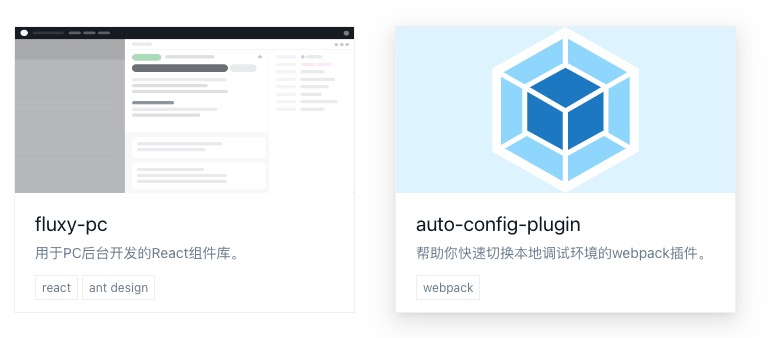 fluxy-pc
用于PC后台开发的React组件库。
react
ant design
auto-config-plugin
帮助你快速切换本地调试环境的webpack插件。
webpack